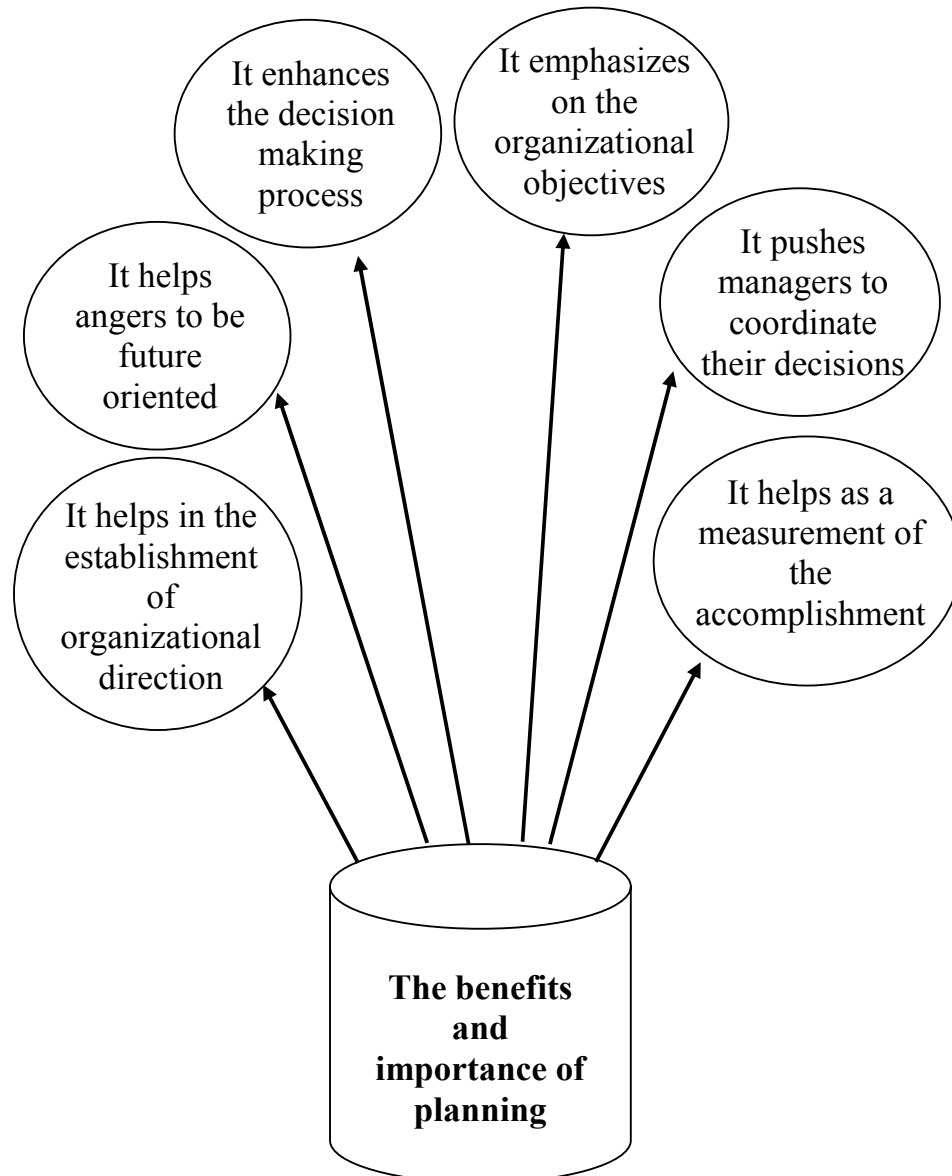 It enhances
the decision
making
process
It emphasizes
on the
organizational
objectives
It helps
angers to be
future
oriented
It pushes
managers to
coordinate
their decisions
It helps in the
establishment
of
organizational
direction
It helps as a
measurement of
the
accomplishment
The benefits
and
importance of
planning